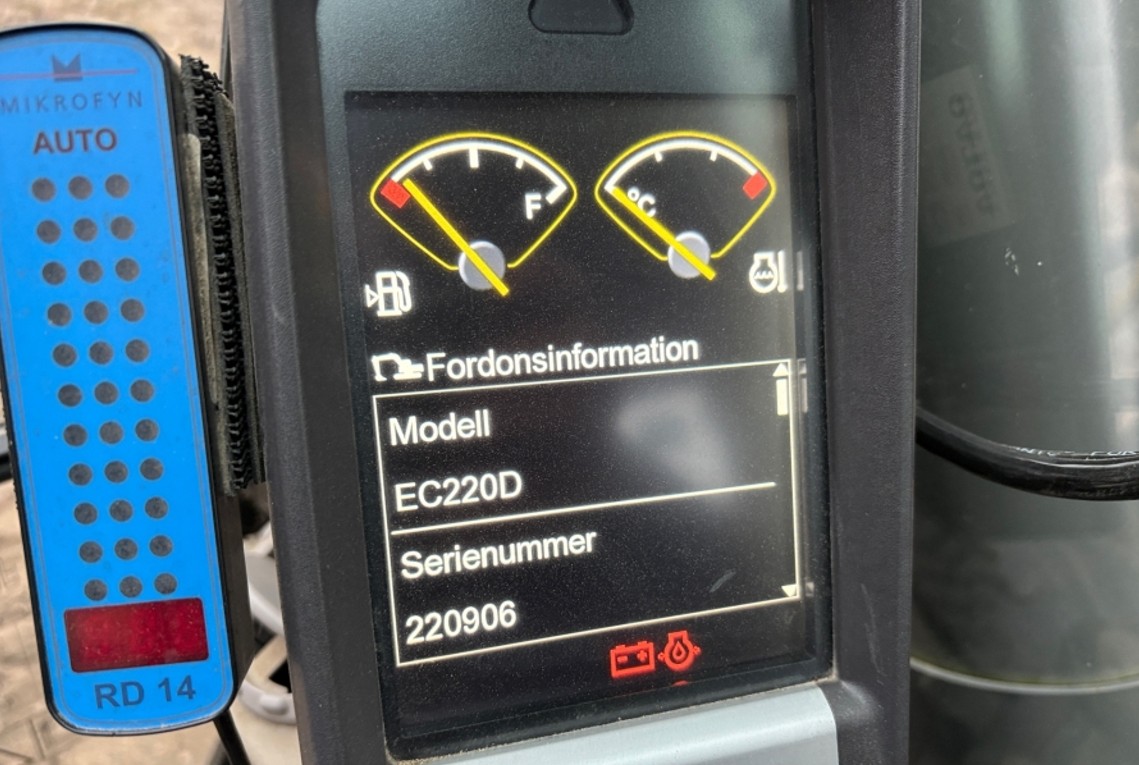 MIKROFYN
AUTO
RD 14
F
°C
Fordonsinformation
Modell
EC220D
Serienummer
220906